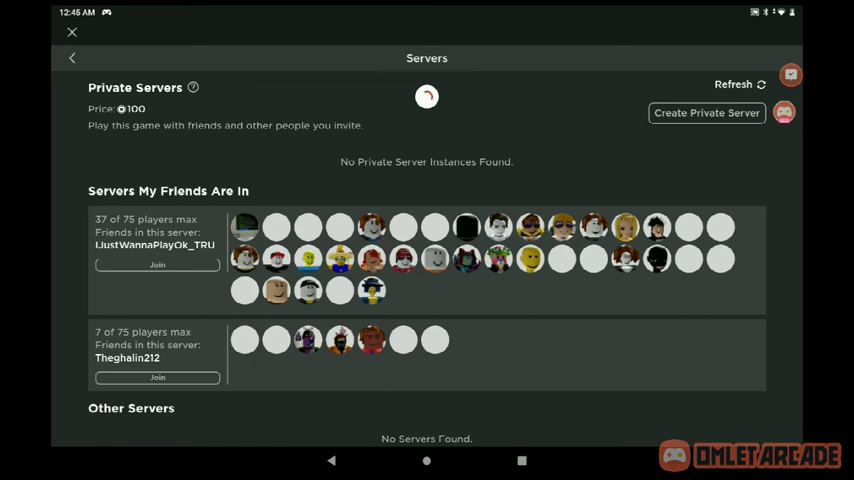 12:45 AM
Servers
Private Servers
Refresh
Price: 100
Create Private Server
Play this game with friends and other people you invite.
No Private Server Instances Found.
Servers My Friends Are In
37 of 75 players max
Friends in this server:
IJustWannaPlayOk_TRU
Join
7 of 75 players max
Friends in this server:
Theghalin212
Join
Other Servers
No Servers Found.
OMLET ARCADE